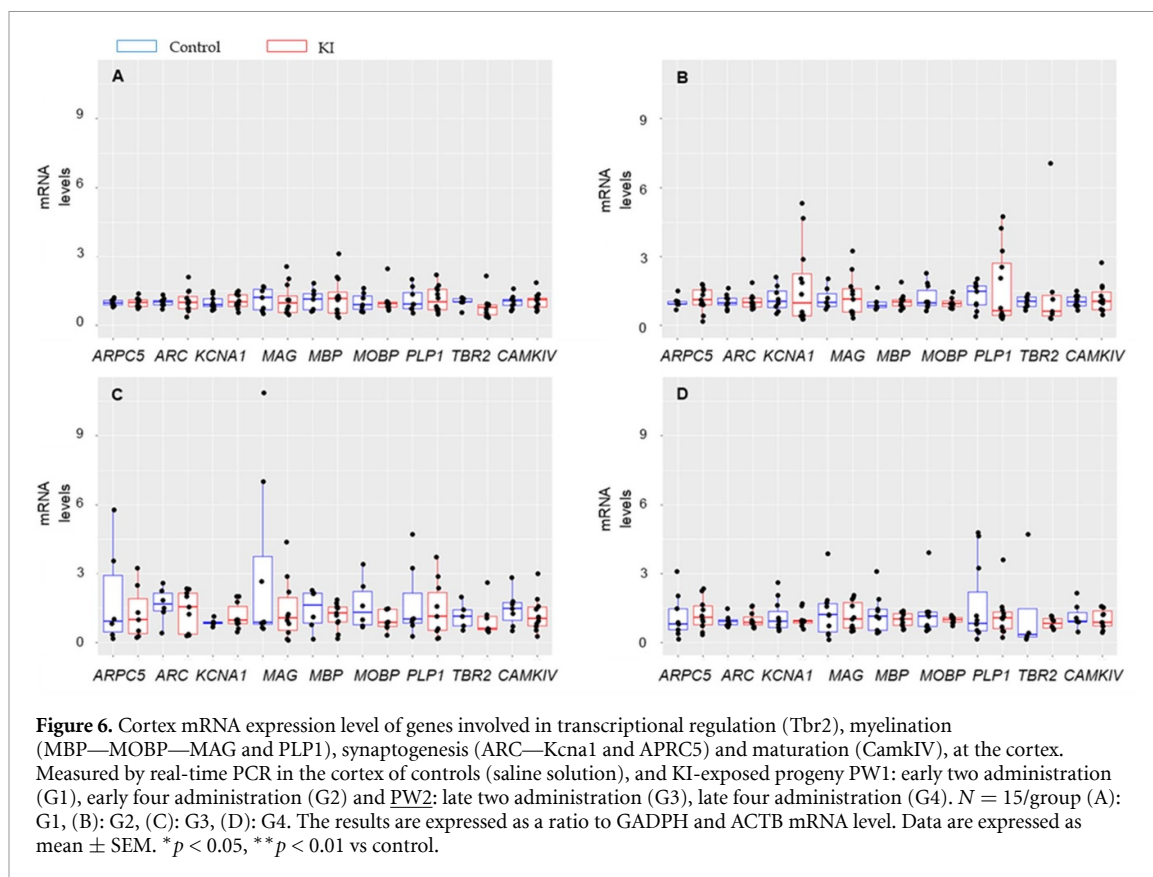 Control KI
A
9
6
3
0
mRNA
levels
ARPC5 ARC KCNA1 MAG MBP MOBP PLP1 TBR2 CAMKIV
B
9
6
3
0
mRNA
levels
ARPC5 ARC KCNA1 MAG MBP MOBP PLP1 TBR2 CAMKIV
C
9
6
3
0
mRNA
levels
ARPC5 ARC KCNA1 MAG MBP MOBP PLP1 TBR2 CAMKIV
D
9
6
3
0
mRNA
levels
ARPC5 ARC KCNA1 MAG MBP MOBP PLP1 TBR2 CAMKIV
Figure 6. Cortex mRNA expression level of genes involved in transcriptional regulation (Tbr2), myelination
(MBP—MOBP—MAG and PLP1), synaptogenesis (ARC—Kcna1 and APRC5) and maturation (CamkIV), at the cortex.
Measured by real-time PCR in the cortex of controls (saline solution), and KI-exposed progeny PW1: early two administration
(G1), early four administration (G2) and PW2: late two administration (G3), late four administration (G4). N = 15/group (A):
G1, (B): G2, (C): G3, (D): G4. The results are expressed as a ratio to GADPH and ACTB mRNA level. Data are expressed as
mean ± SEM. *p < 0.05, **p < 0.01 vs control.